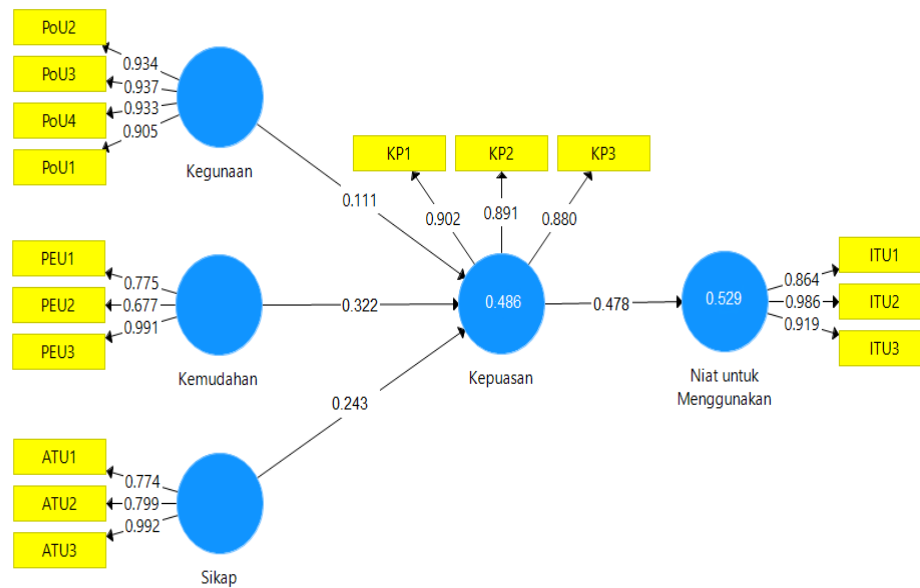 PoU2
0.934
PoU3
0.937
PoU4
0.933
PoU1
0.905
Kegunaan
0.111
KP1
KP2
KP3
0.902
0.891
0.880
PEU1
0.775
PEU2
0.677
PEU3
0.991
Kemudahan
0.322
0.486
Kepuasan
0.478
0.529
Niat untuk
Menggunakan
ITU1
0.864
ITU2
0.986
ITU3
0.919
ATU1
0.774
ATU2
0.799
ATU3
0.992
Sikap
0.243